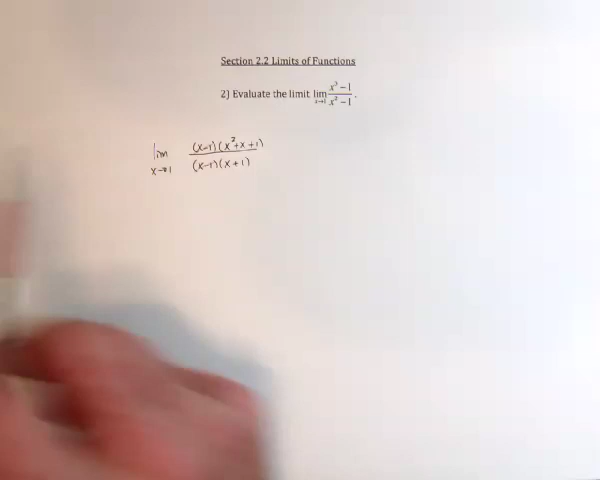 Section 2.2 Limits of Functions
2) Evaluate the limit lim x→1 x³ − 1 / x² − 1 .
lim x→1 (x−1)(x²+x+1) / (x−1)(x+1)